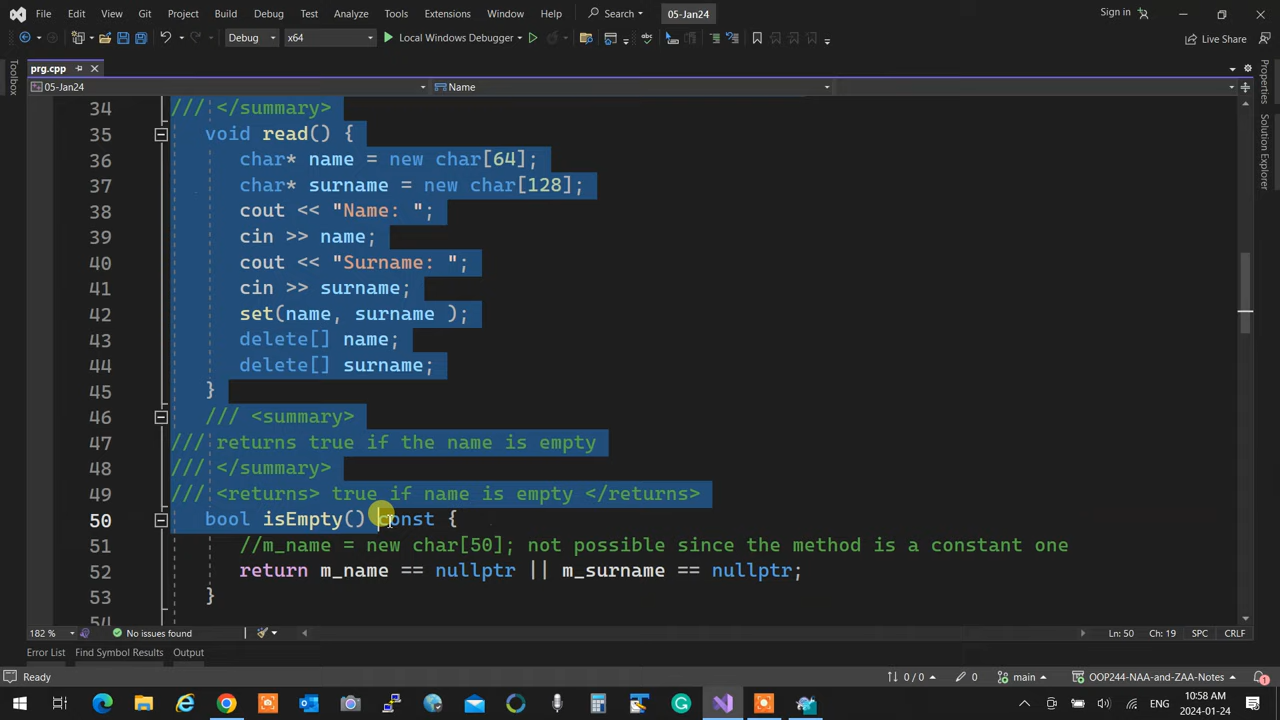 File Edit View Git Project Build Debug Test Analyze Tools Extensions Window Help Search 05-Jan24 Sign in
Debug x64 Local Windows Debugger Live Share
prg.cpp
05-Jan24 Name
Toolbox
Properties
Solution Explorer
34 /// </summary>
35 void read() {
36 char* name = new char[64];
37 char* surname = new char[128];
38 cout << "Name: ";
39 cin >> name;
40 cout << "Surname: ";
41 cin >> surname;
42 set(name, surname );
43 delete[] name;
44 delete[] surname;
45 }
46 /// <summary>
47 /// returns true if the name is empty
48 /// </summary>
49 /// <returns> true if name is empty </returns>
50 bool isEmpty() const {
51 //m_name = new char[50]; not possible since the method is a constant one
52 return m_name == nullptr || m_surname == nullptr;
53 }
54
182 % No issues found Ln: 50 Ch: 19 SPC CRLF
Error List Find Symbol Results Output
Ready 0 / 0 0 main OOP244-NAA-and-ZAA-Notes 1
ENG 10:58 AM
2024-01-24